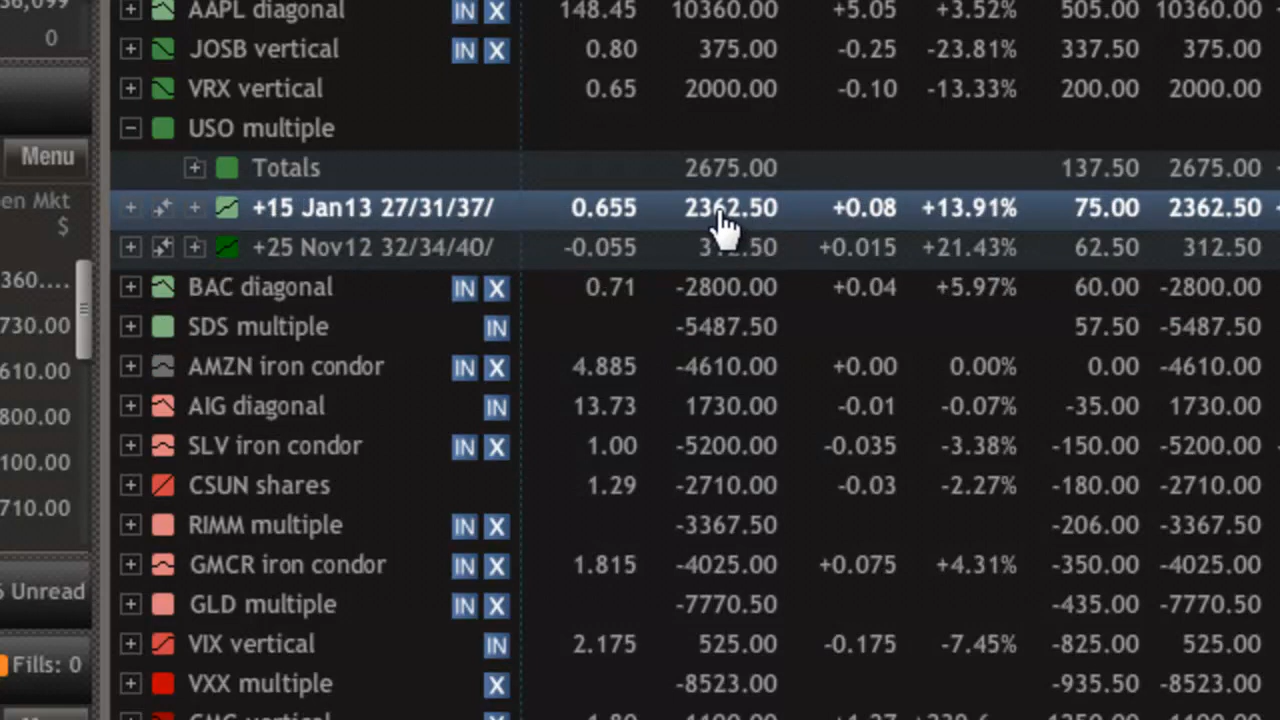 36,099
0
Menu
en Mkt
$
360....
730.00
610.00
800.00
100.00
710.00
Unread
Fills: 0
AAPL diagonal IN X 148.45 10360.00 +5.05 +3.52% 505.00 10360.00
JOSB vertical IN X 0.80 375.00 -0.25 -23.81% 337.50 375.00
VRX vertical 0.65 2000.00 -0.10 -13.33% 200.00 2000.00
USO multiple
Totals 2675.00 137.50 2675.00
+15 Jan13 27/31/37/ 0.655 2362.50 +0.08 +13.91% 75.00 2362.50
+25 Nov12 32/34/40/ -0.055 312.50 +0.015 +21.43% 62.50 312.50
BAC diagonal IN X 0.71 -2800.00 +0.04 +5.97% 60.00 -2800.00
SDS multiple IN -5487.50 57.50 -5487.50
AMZN iron condor IN X 4.885 -4610.00 +0.00 0.00% 0.00 -4610.00
AIG diagonal IN 13.73 1730.00 -0.01 -0.07% -35.00 1730.00
SLV iron condor IN X 1.00 -5200.00 -0.035 -3.38% -150.00 -5200.00
CSUN shares 1.29 -2710.00 -0.03 -2.27% -180.00 -2710.00
RIMM multiple IN X -3367.50 -206.00 -3367.50
GMCR iron condor IN X 1.815 -4025.00 +0.075 +4.31% -350.00 -4025.00
GLD multiple IN X -7770.50 -435.00 -7770.50
VIX vertical IN 2.175 525.00 -0.175 -7.45% -825.00 525.00
VXX multiple X -8523.00 -935.50 -8523.00